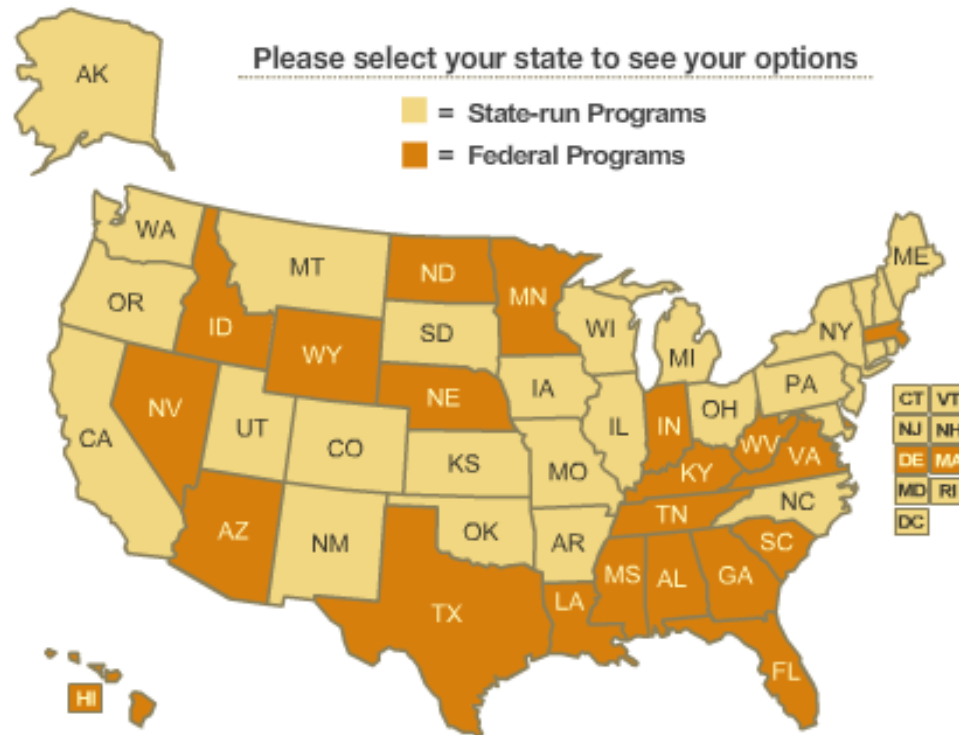 Please select your state to see your options
= State-run Programs
= Federal Programs
AK
WA
MT
ND
MN
ME
OR
ID
WY
SD
WI
MI
NY
NV
NE
IA
PA
CA
UT
CO
KS
MO
IL
IN
OH
WV
VA
KY
CT VT
NJ NH
DE MA
MD RI
DC
AZ
NM
OK
AR
TN
NC
SC
TX
LA
MS
AL
GA
FL
HI